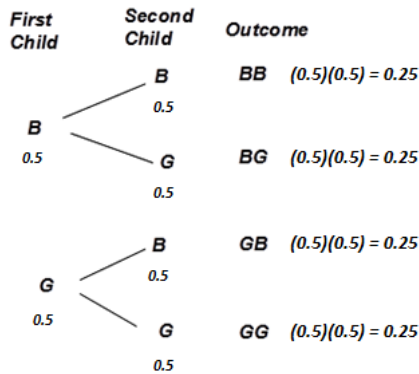 First Child Second Child Outcome
B 0.5
B 0.5
BB (0.5)(0.5) = 0.25
G 0.5
BG (0.5)(0.5) = 0.25
G 0.5
B 0.5
GB (0.5)(0.5) = 0.25
G 0.5
GG (0.5)(0.5) = 0.25